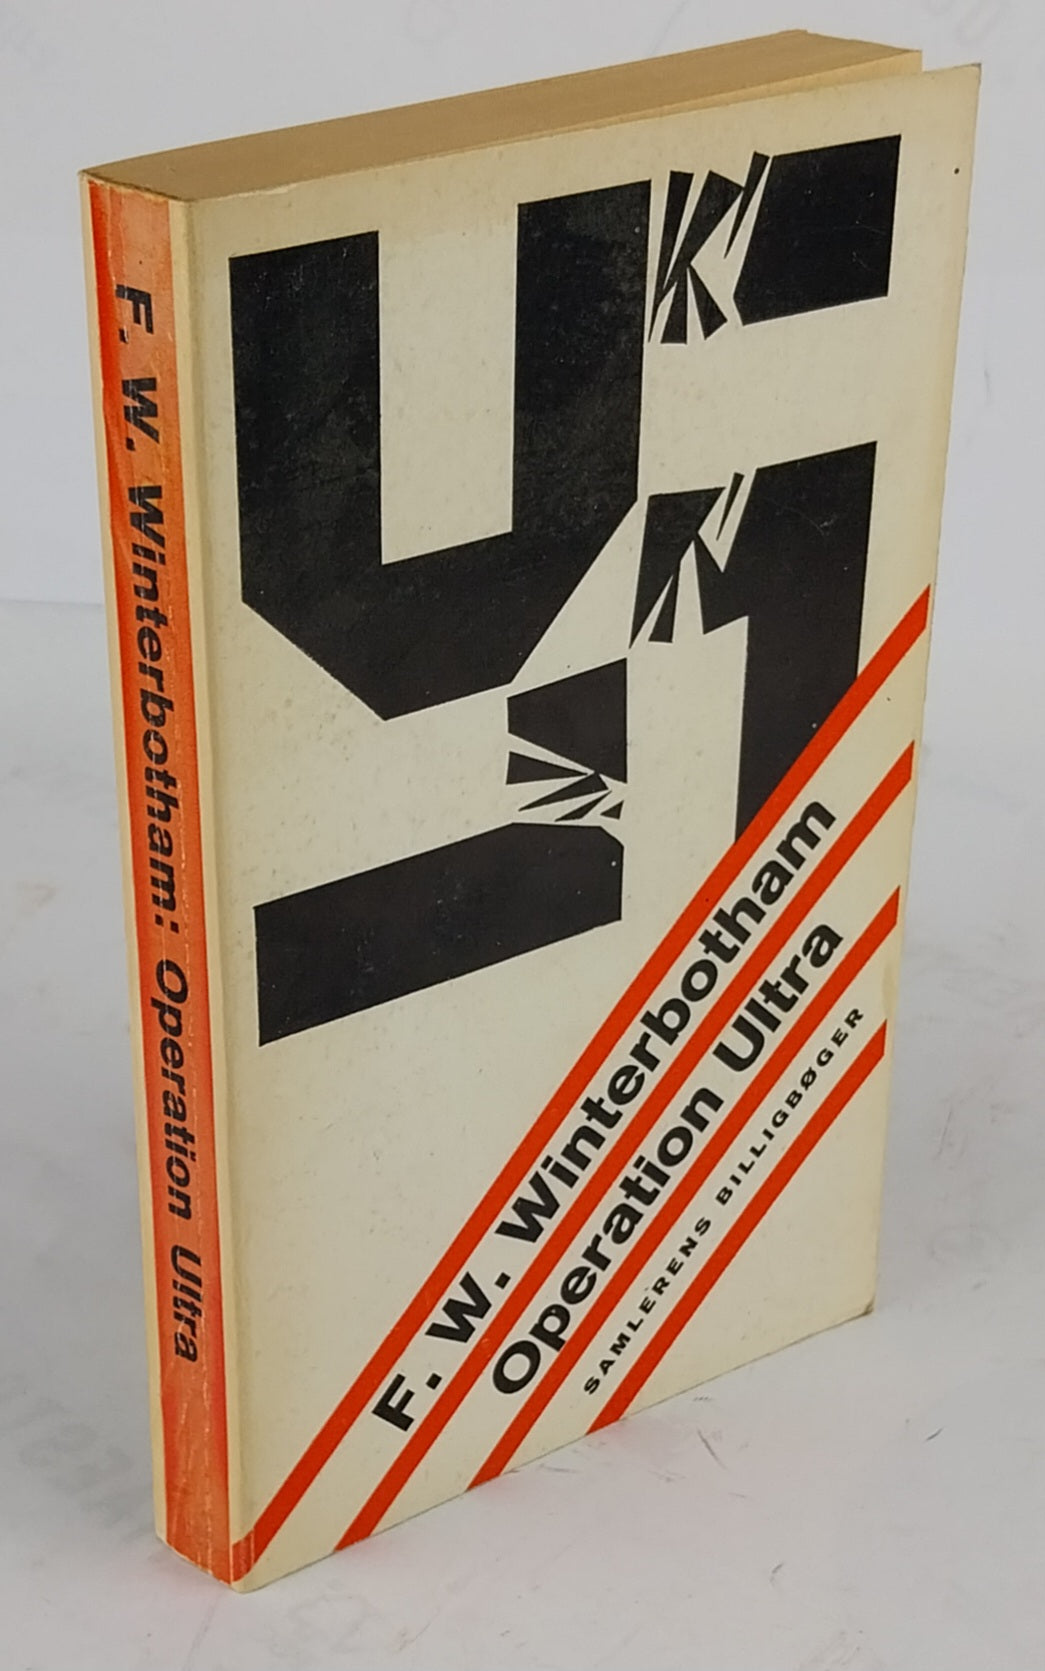 F. W. Winterbotham: Operation Ultra
F. W. Winterbotham
Operation Ultra
SAMLERENS BILLIGBØGER